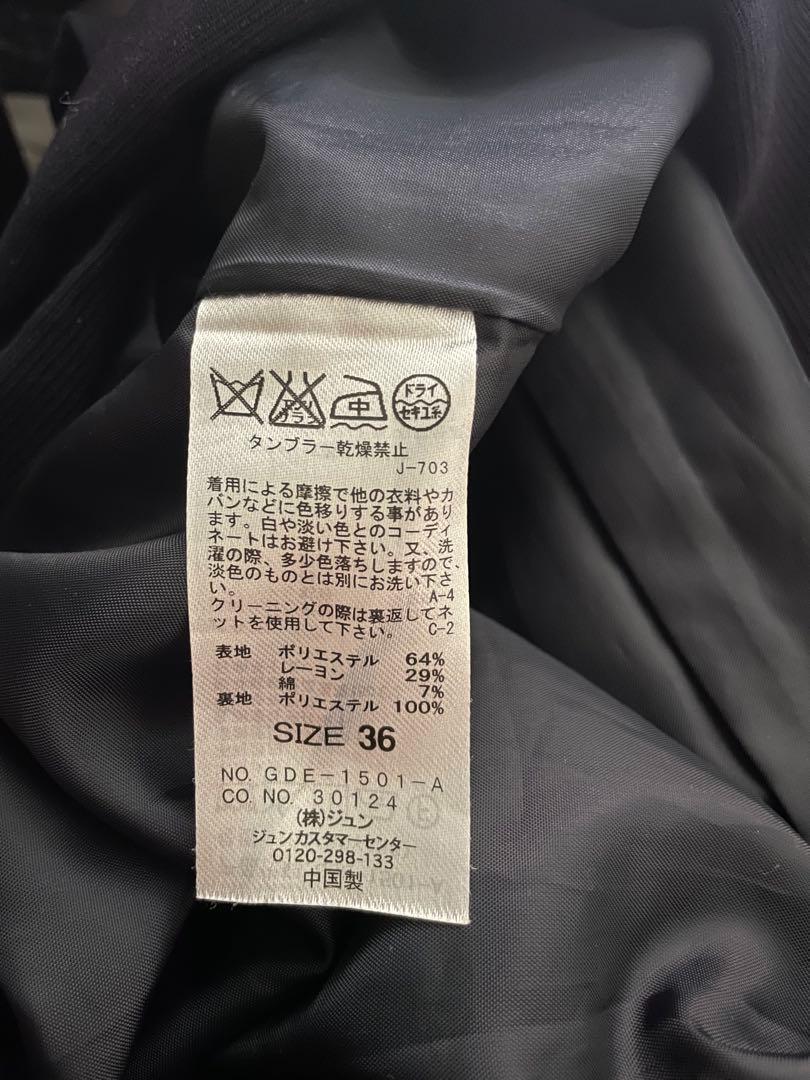 エンソ サラシ 中 ドライ セキユ系
タンブラー乾燥禁止
J-703
着用による摩擦で他の衣料やカ
バンなどに色移りする事があり
ます。白や淡い色とのコーディ
ネートはお避け下さい。又、洗
濯の際、多少色落ちしますので、
淡色のものとは別にお洗い下さ
い。 A-4
クリーニングの際は裏返してネ
ットを使用して下さい。 C-2
表地 ポリエステル 64%
レーヨン 29%
綿 7%
裏地 ポリエステル 100%
SIZE 36
NO. GDE-1501-A
CO. NO. 30124
(株)ジュン
ジュンカスタマーセンター
0120-298-133
中国製